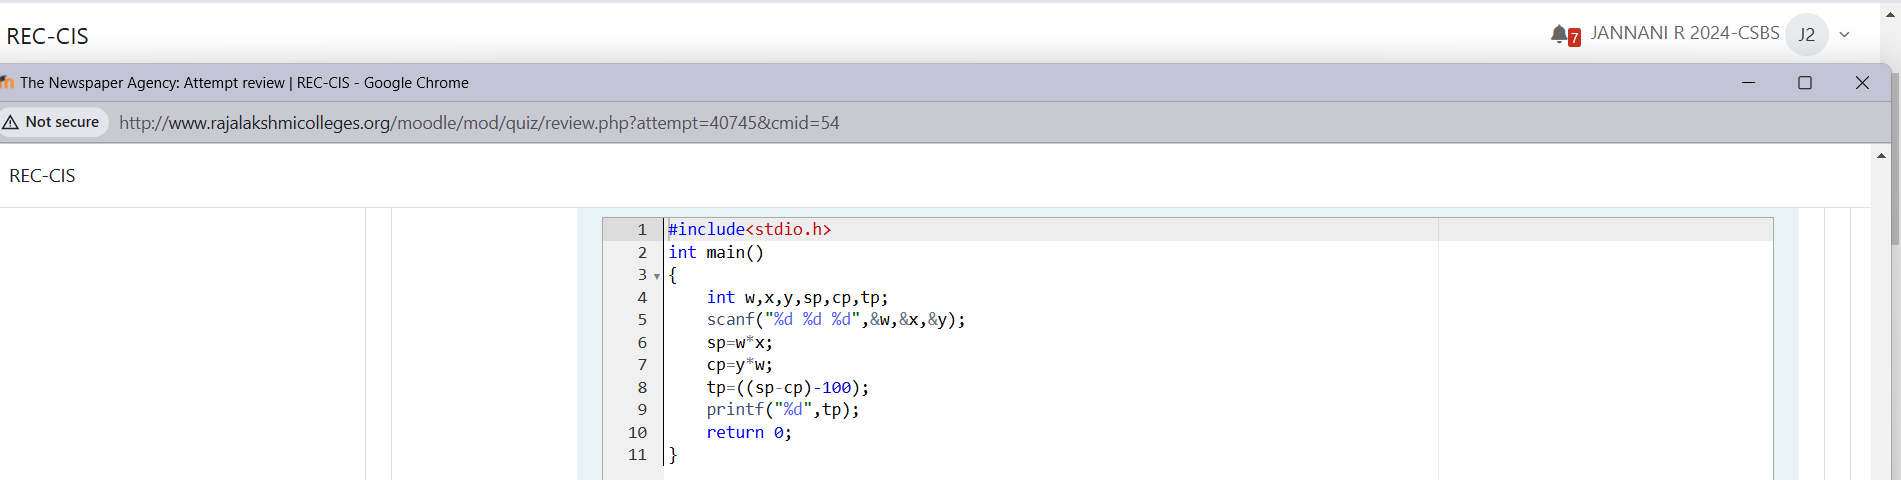 REC-CIS
7 JANNANI R 2024-CSBS J2
The Newspaper Agency: Attempt review | REC-CIS - Google Chrome
Not secure http://www.rajalakshmicolleges.org/moodle/mod/quiz/review.php?attempt=40745&cmid=54
REC-CIS
1 #include<stdio.h>
2 int main()
3 {
4     int w,x,y,sp,cp,tp;
5     scanf("%d %d %d",&w,&x,&y);
6     sp=w*x;
7     cp=y*w;
8     tp=((sp-cp)-100);
9     printf("%d",tp);
10     return 0;
11 }